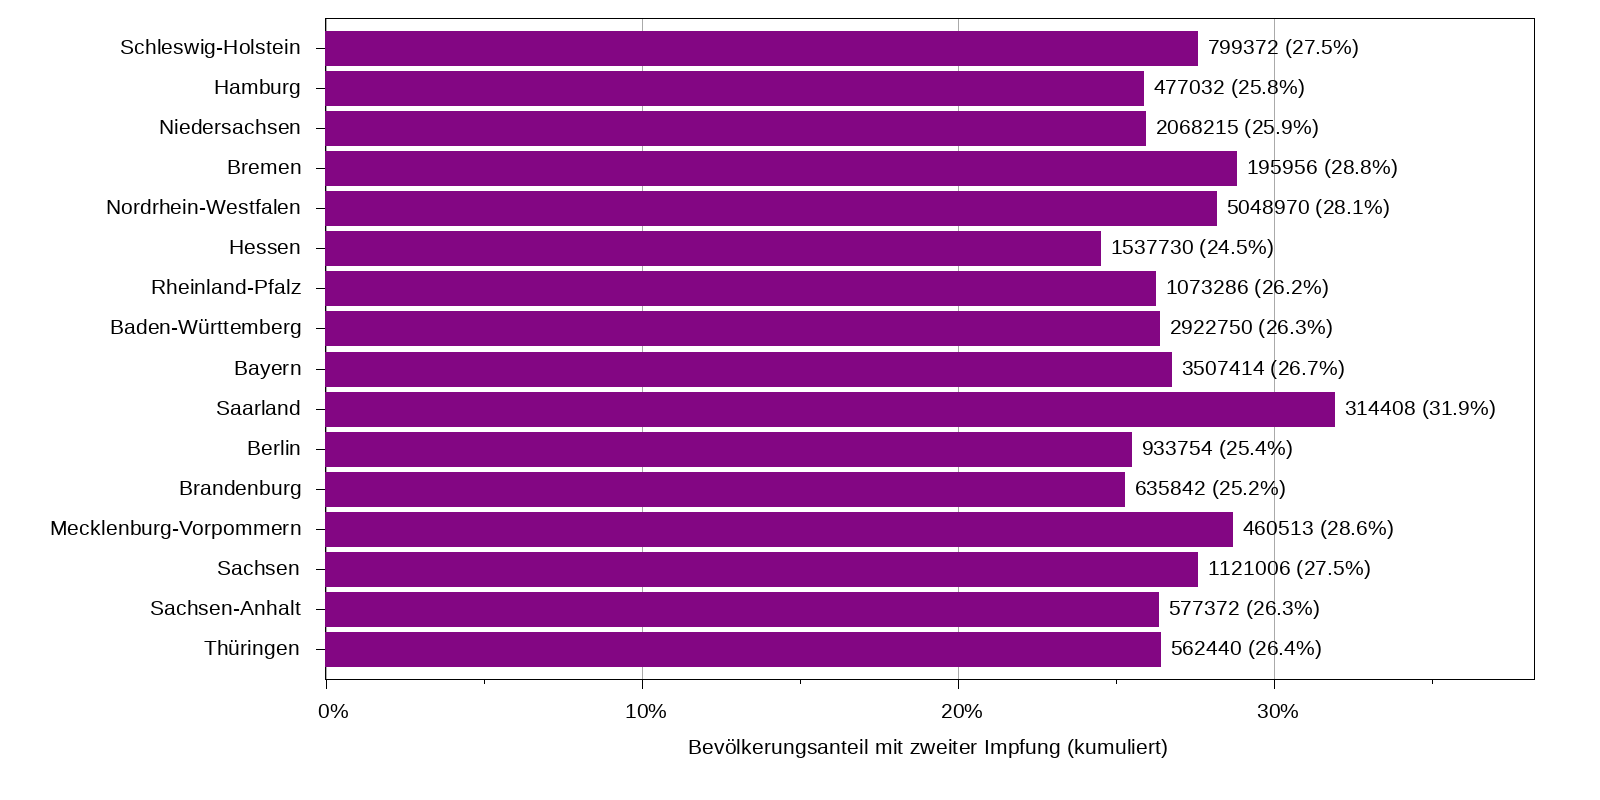 Schleswig-Holstein 799372 (27.5%)
Hamburg 477032 (25.8%)
Niedersachsen 2068215 (25.9%)
Bremen 195956 (28.8%)
Nordrhein-Westfalen 5048970 (28.1%)
Hessen 1537730 (24.5%)
Rheinland-Pfalz 1073286 (26.2%)
Baden-Württemberg 2922750 (26.3%)
Bayern 3507414 (26.7%)
Saarland 314408 (31.9%)
Berlin 933754 (25.4%)
Brandenburg 635842 (25.2%)
Mecklenburg-Vorpommern 460513 (28.6%)
Sachsen 1121006 (27.5%)
Sachsen-Anhalt 577372 (26.3%)
Thüringen 562440 (26.4%)
0% 10% 20% 30%
Bevölkerungsanteil mit zweiter Impfung (kumuliert)